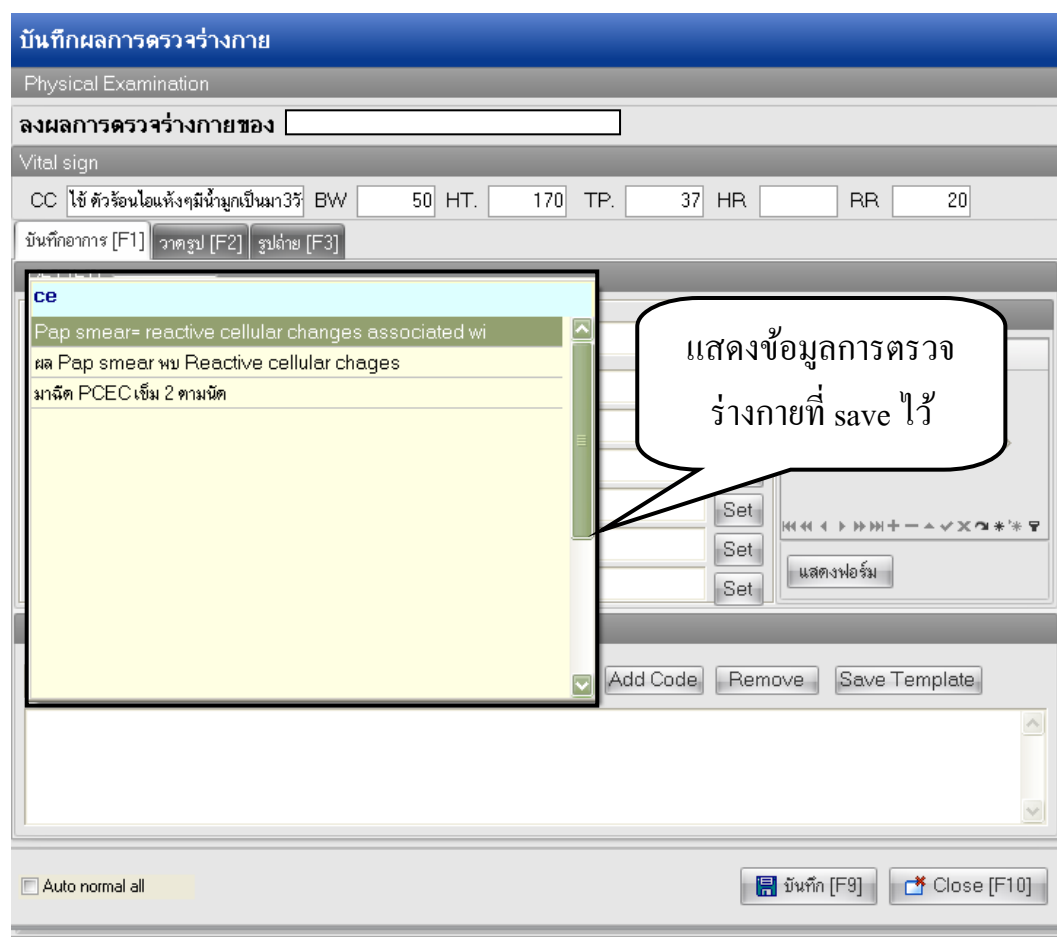 บันทึกผลการตรวจร่างกาย
Physical Examination
ลงผลการตรวจร่างกายของ
Vital sign
CC ไข้ ตัวร้อนไอแห้งๆมีน้ำมูกเป็นมา3วั BW 50 HT. 170 TP. 37 HR RR 20
บันทึกอาการ [F1] วาดรูป [F2] รูปถ่าย [F3]
ce
Pap smear= reactive cellular changes associated wi
ผล Pap smear พบ Reactive cellular chages
มาฉีด PCEC เข็ม 2 ตามนัด
แสดงข้อมูลการตรวจ
ร่างกายที่ save ไว้
Set
Set
แสดงฟอร์ม
Set
Add Code Remove Save Template
Auto normal all บันทึก [F9] Close [F10]